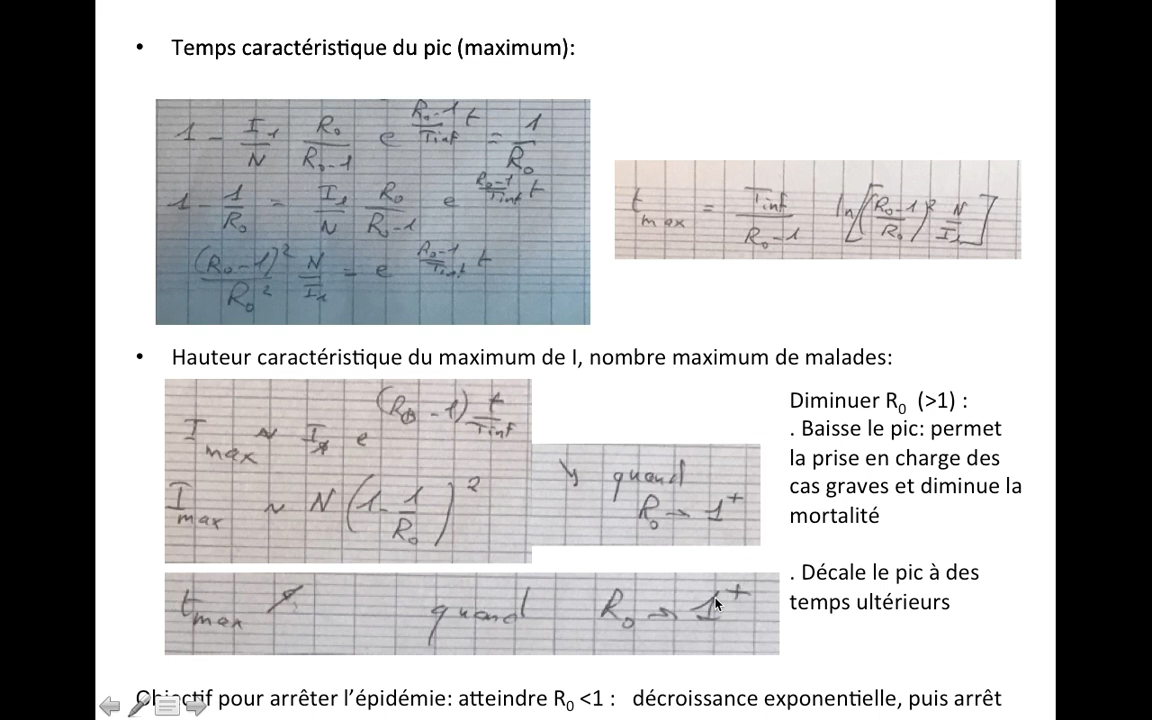 • Temps caractéristique du pic (maximum):
1 - I₁/N R₀/(R₀-1) e^((R₀-1)/Tinf t) = 1/R₀
1 - 1/R₀ = I₁/N R₀/(R₀-1) e^((R₀-1)/Tinf t)
(R₀-1)²/R₀² N/I₁ = e^((R₀-1)/Tinf t)
t max = Tinf/(R₀-1) ln[((R₀-1)/R₀)² N/I₁]
• Hauteur caractéristique du maximum de I, nombre maximum de malades:
I max ~ I₁ e^((R₀-1) t/Tinf)
I max ~ N (1 - 1/R₀)²
↘ quand
R₀ → 1⁺
t max ↗ quand R₀ → 1⁺
Diminuer R₀ (>1) :
. Baisse le pic: permet
la prise en charge des
cas graves et diminue la
mortalité
. Décale le pic à des
temps ultérieurs
Objectif pour arrêter l'épidémie: atteindre R₀ <1 : décroissance exponentielle, puis arrêt